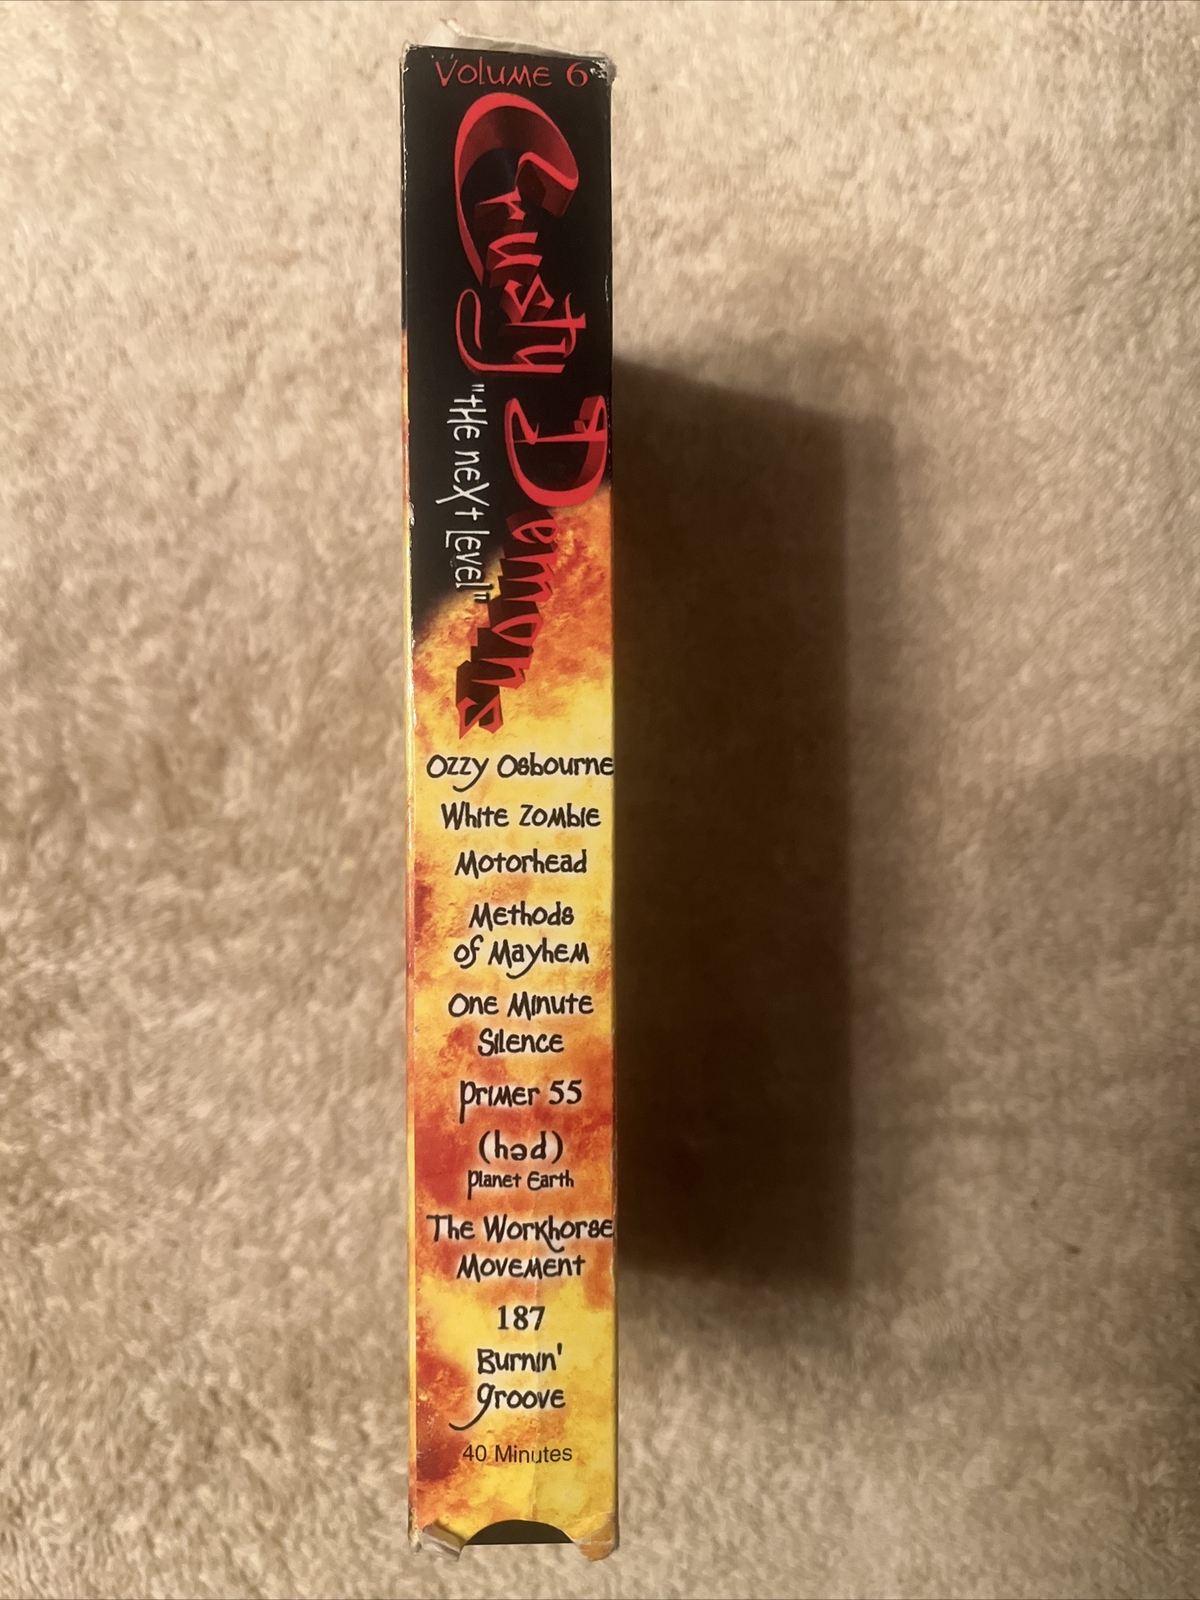 Volume 6
Crusty Demons
"the next level"
Ozzy Osbourne
White Zombie
Motorhead
Methods
of Mayhem
One Minute
Silence
Primer 55
(həd)
Planet Earth
The Workhorse
Movement
187
Burnin'
Groove
40 Minutes